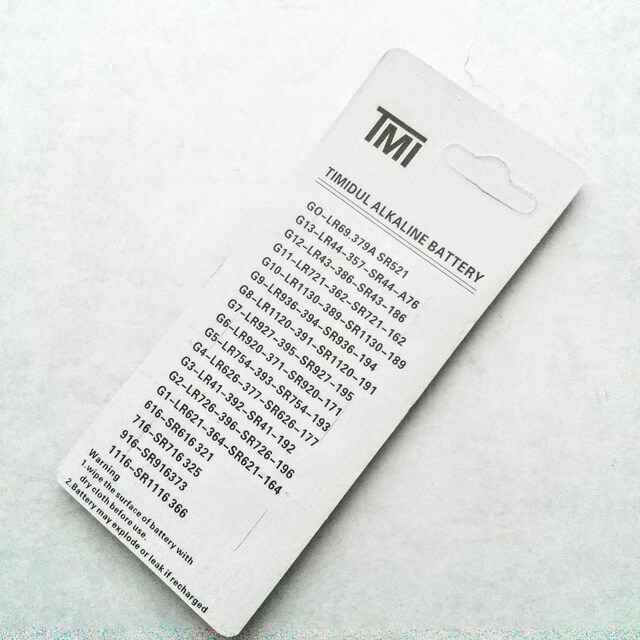 TMI
TIMIDUL ALKALINE BATTERY
GO-LR69.379A SR521
G13-LR44-357-SR44-A76
G12-LR43-386-SR43-186
G11-LR721-362-SR721-162
G10-LR1130-389-SR1130-189
G9-LR936-394-SR936-194
G8-LR1120-391-SR1120-191
G7-LR927-395-SR927-195
G6-LR920-371-SR920-171
G5-LR754-393-SR754-193
G4-LR626-377-SR626-177
G3-LR41-392-SR41-192
G2-LR726-396-SR726-196
G1-LR621-364-SR621-164
616-SR616321
716-SR716325
916-SR916373
1116-SR1116 366
Warning
1.wipe the surface of battery with
dry cloth before use.
2.Battery may explode or leak if recharged